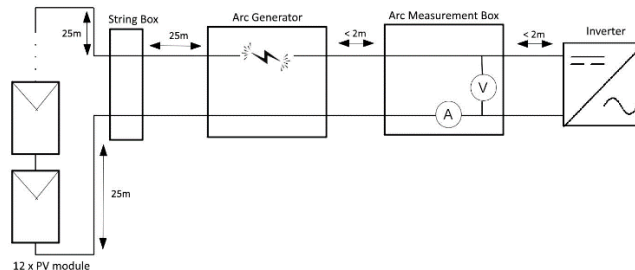 String Box
Arc Generator
Arc Measurement Box
Inverter
25m
25m
< 2m
< 2m
V
A
25m
12 x PV module